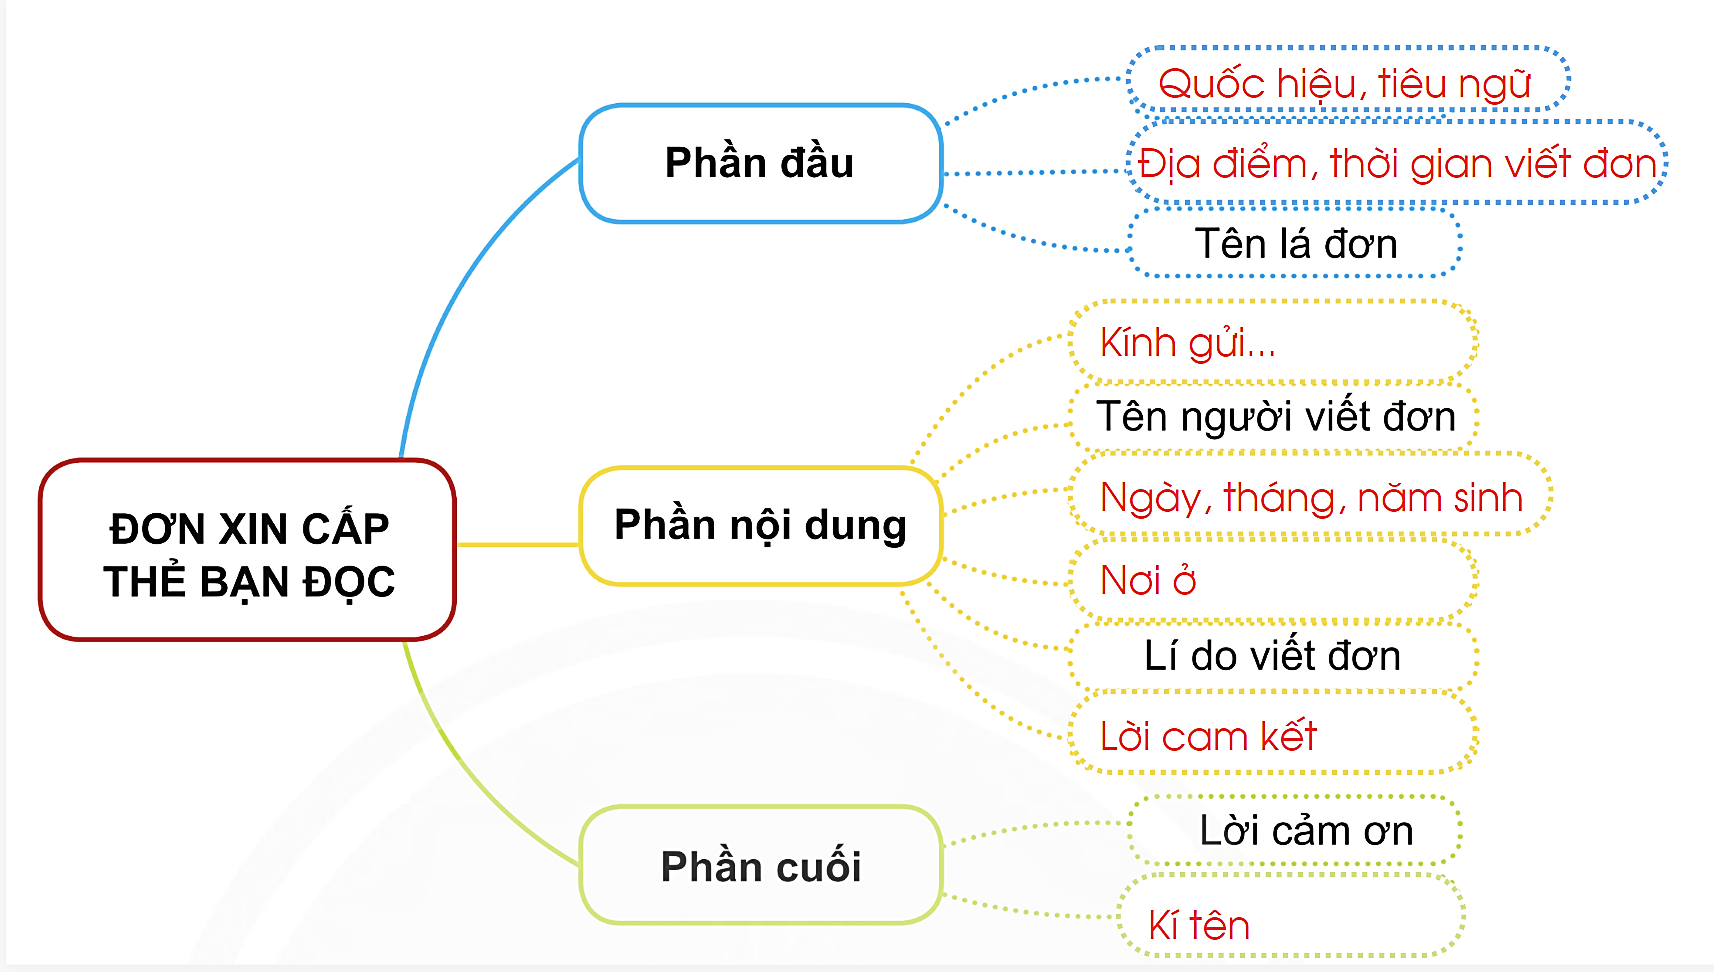 ĐƠN XIN CẤP
THẺ BẠN ĐỌC
Phần đầu
Quốc hiệu, tiêu ngữ
Địa điểm, thời gian viết đơn
Tên lá đơn
Phần nội dung
Kính gửi...
Tên người viết đơn
Ngày, tháng, năm sinh
Nơi ở
Lí do viết đơn
Lời cam kết
Phần cuối
Lời cảm ơn
Kí tên